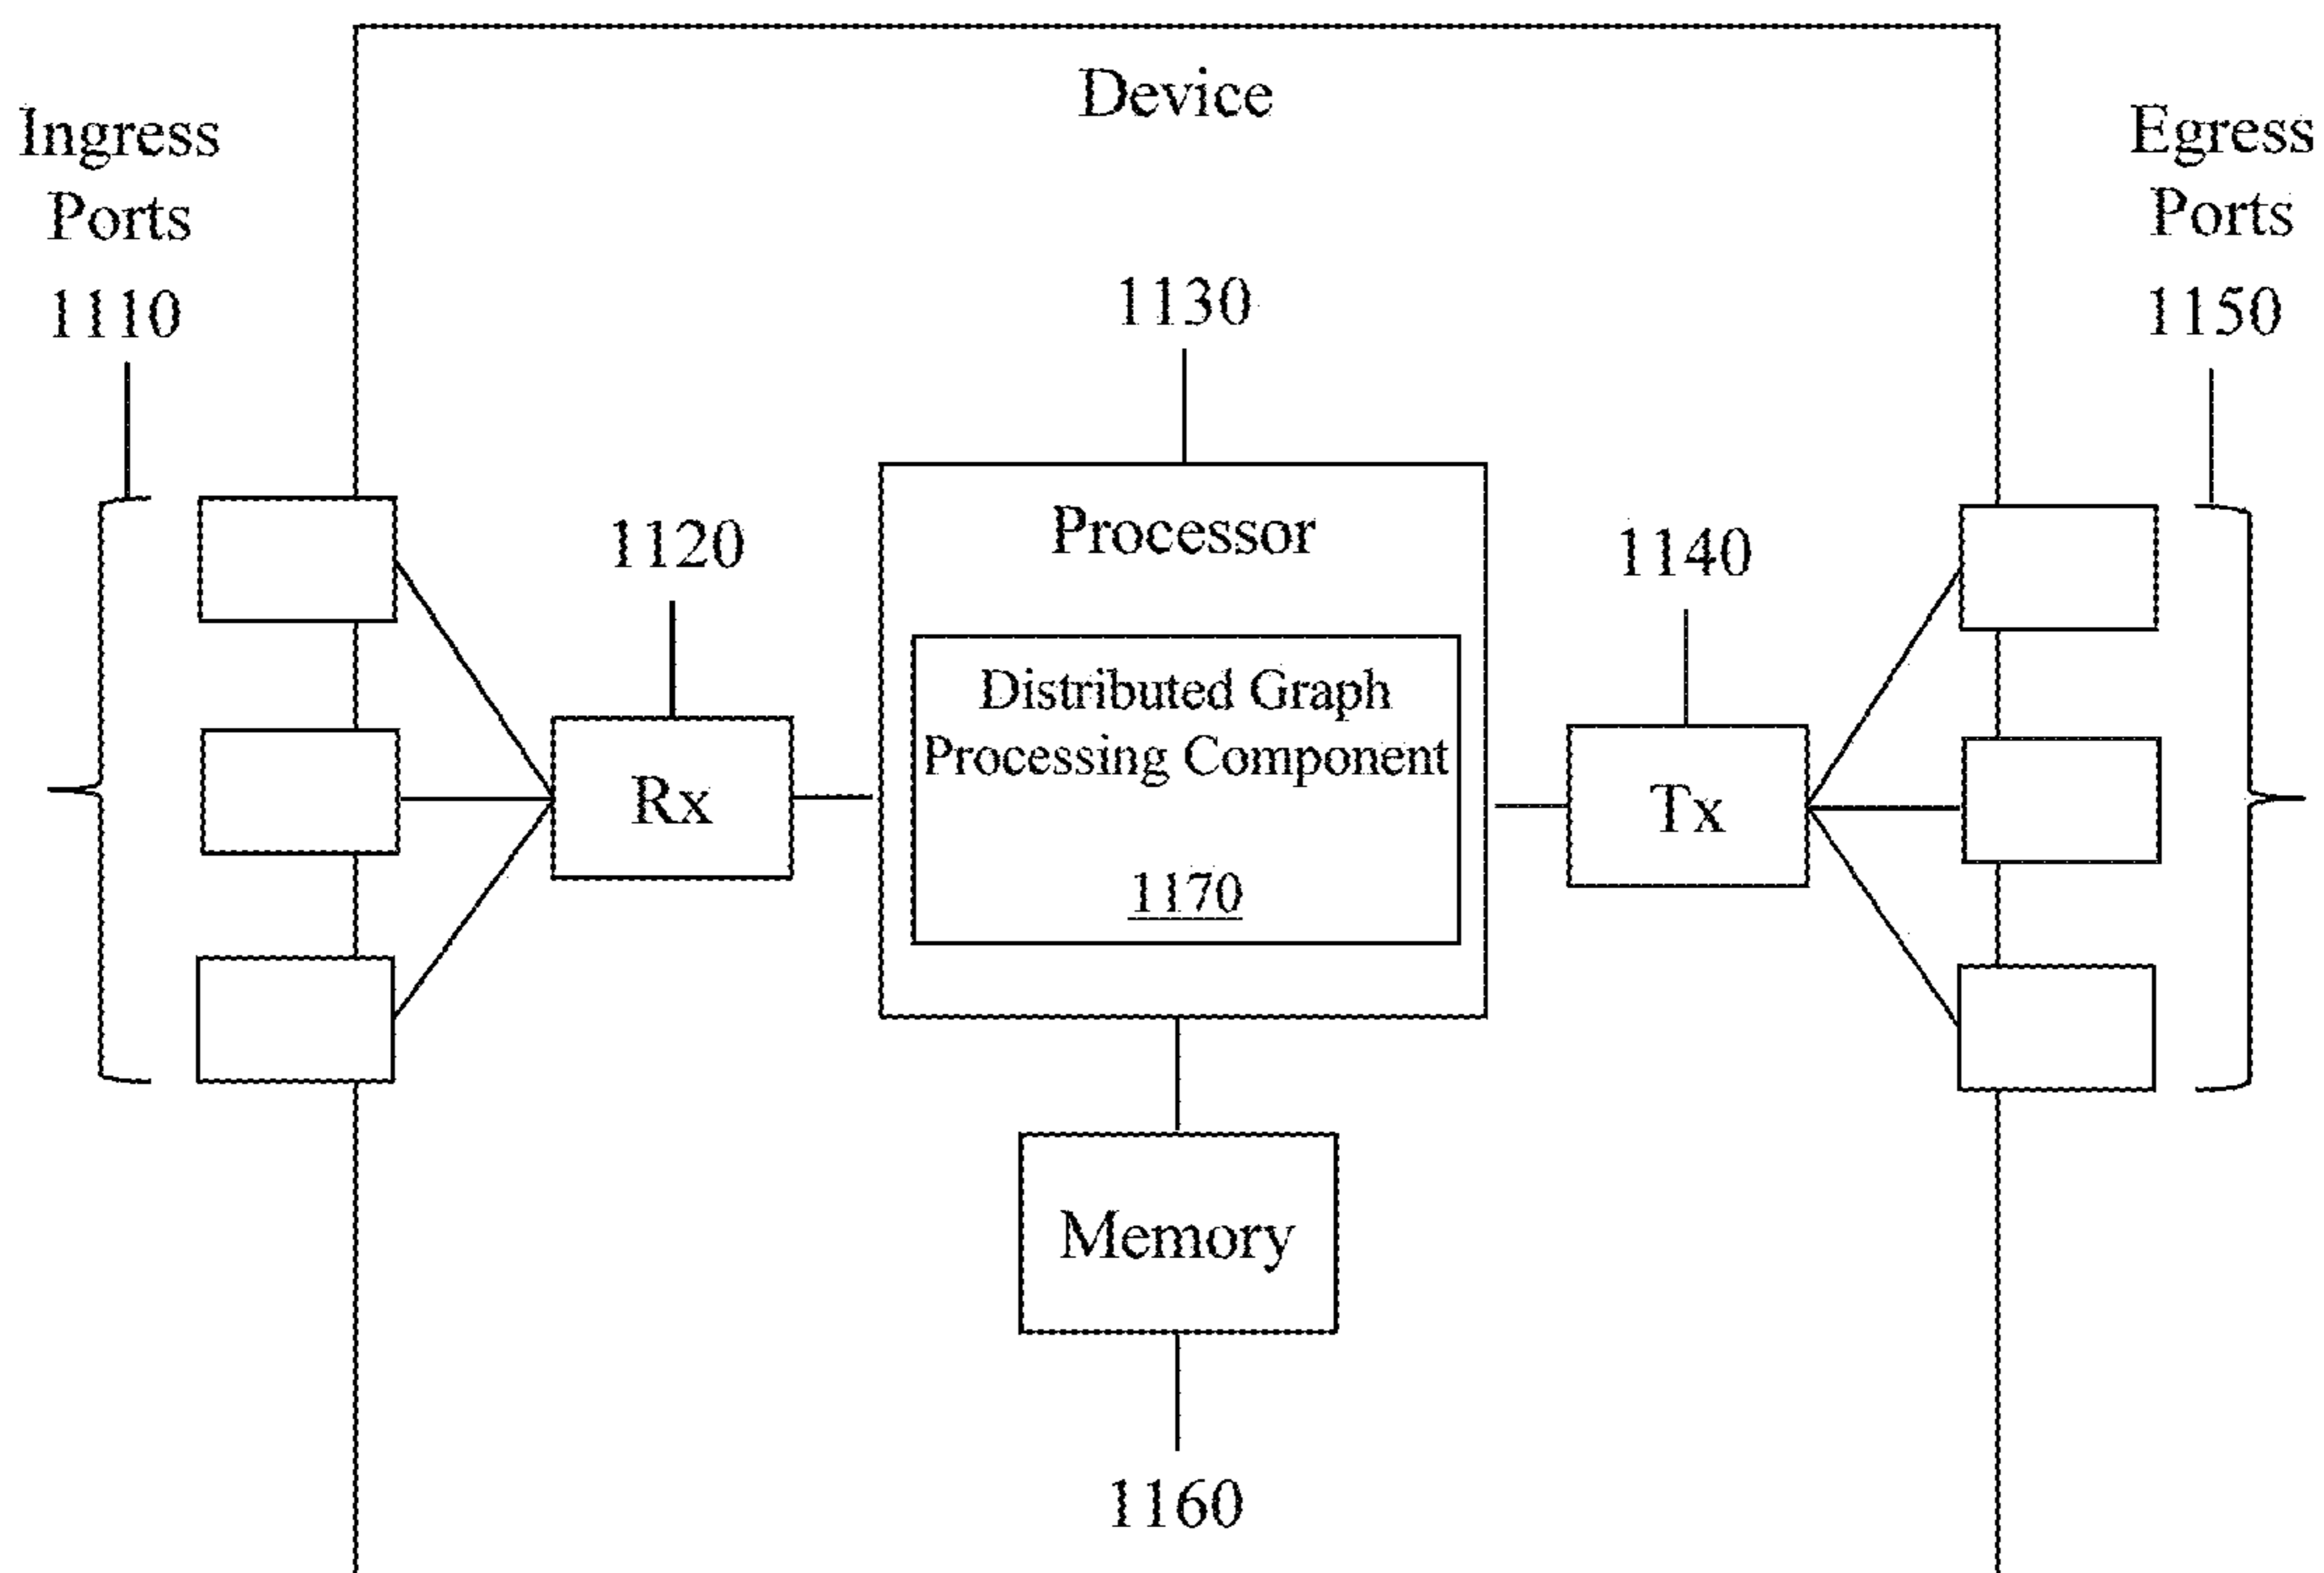 Device
Ingress
Ports
1110
Egress
Ports
1150
1130
1120
Processor
1140
Distributed Graph
Processing Component
1170
Rx
Tx
Memory
1160